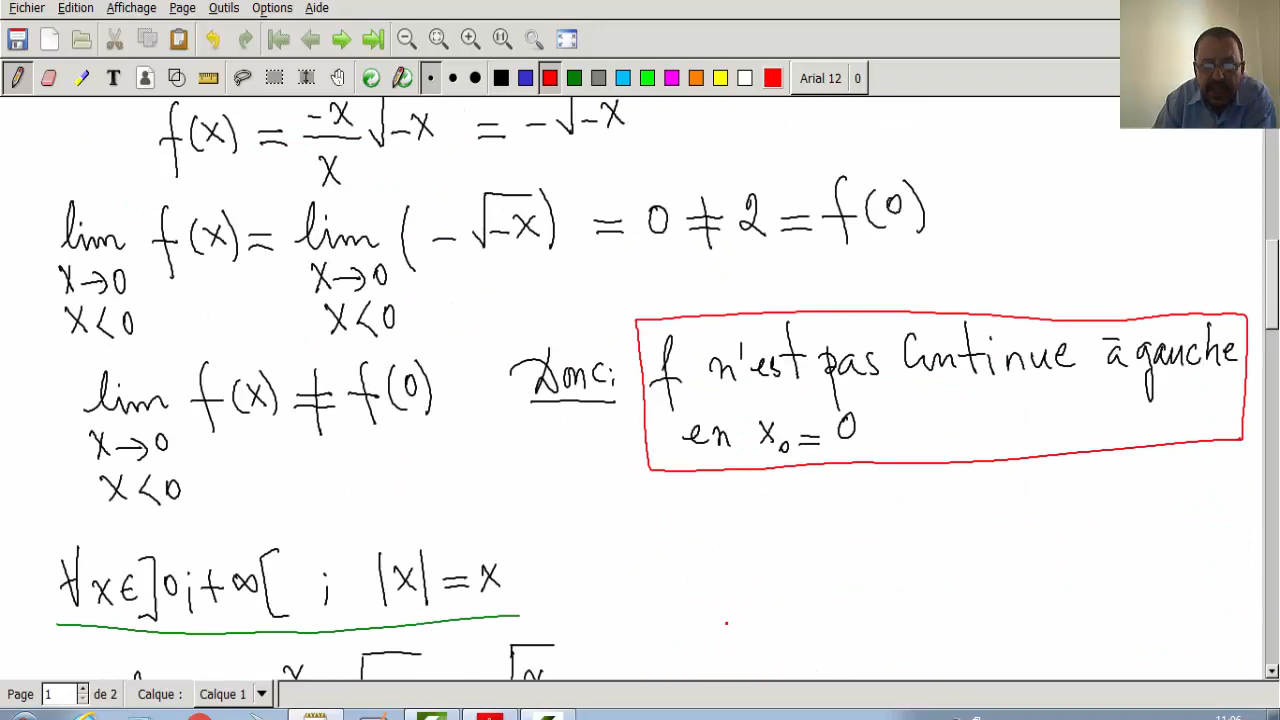 Fichier Edition Affichage Page Outils Options Aide
Arial 12 0
f(x) = -x/x √-x = -√-x
lim f(x) = lim (-√-x) = 0 ≠ 2 = f(0)
x→0 x→0
x<0 x<0
lim f(x) ≠ f(0)
x→0
x<0
Donc: f n'est pas Continue à gauche
en x₀ = 0
∀x∈]0;+∞[ ; |x| = x
Page 1 de 2 Calque : Calque 1